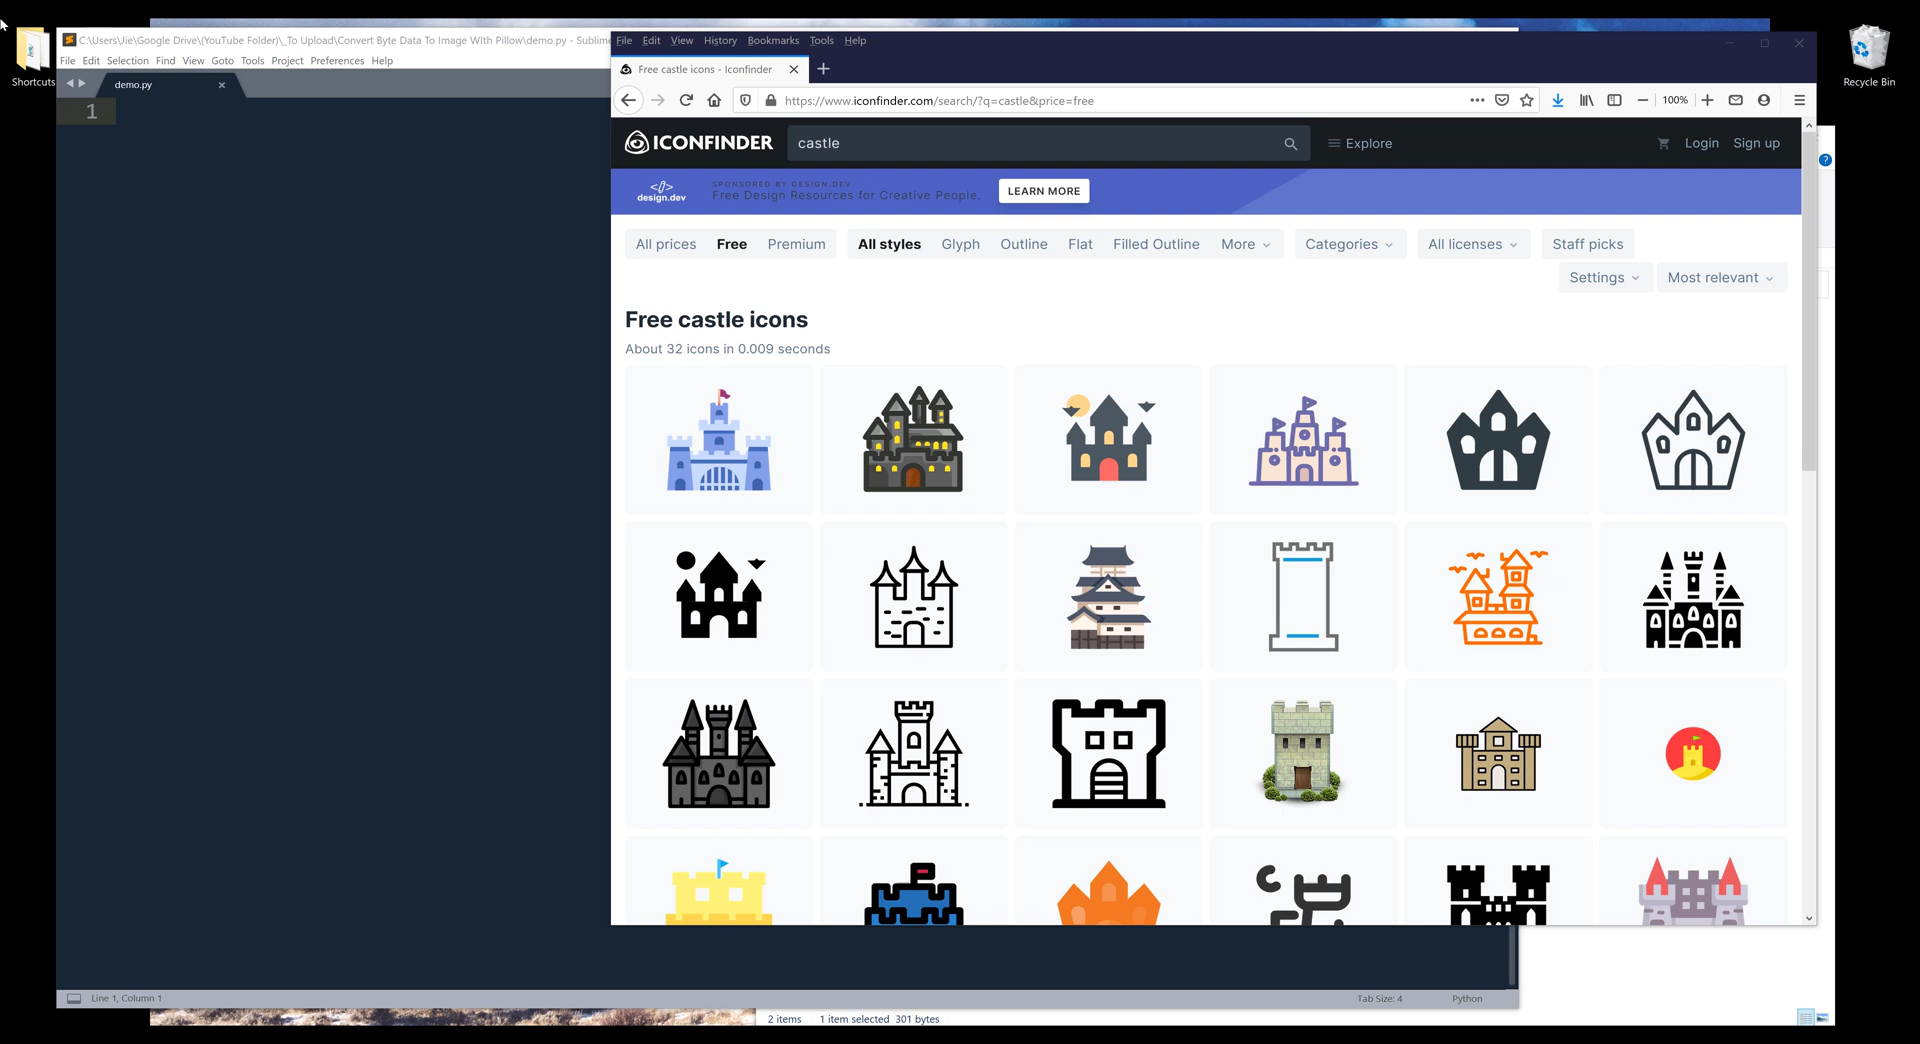 Shortcuts
Recycle Bin
C:\Users\Jie\Google Drive\(YouTube Folder)\_To Upload\Convert Byte Data To Image WIth Pillow\demo.py - Sublime
File Edit Selection Find View Goto Tools Project Preferences Help
demo.py
1
File Edit View History Bookmarks Tools Help
Free castle icons - Iconfinder
https://www.iconfinder.com/search/?q=castle&price=free
100%
ICONFINDER
castle
Explore
Login Sign up
</> design.dev
SPONSORED BY DESIGN.DEV
Free Design Resources for Creative People.
LEARN MORE
All prices Free Premium All styles Glyph Outline Flat Filled Outline More Categories All licenses Staff picks
Settings Most relevant
Free castle icons
About 32 icons in 0.009 seconds
Line 1, Column 1
Tab Size: 4 Python
2 items 1 item selected 301 bytes